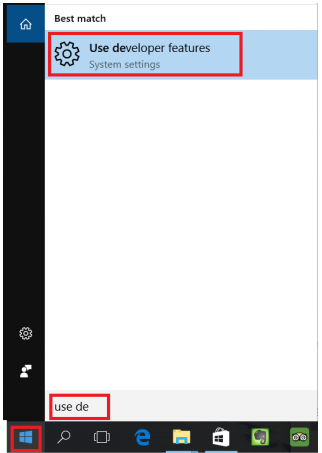 Best match
Use developer features
System settings
use de